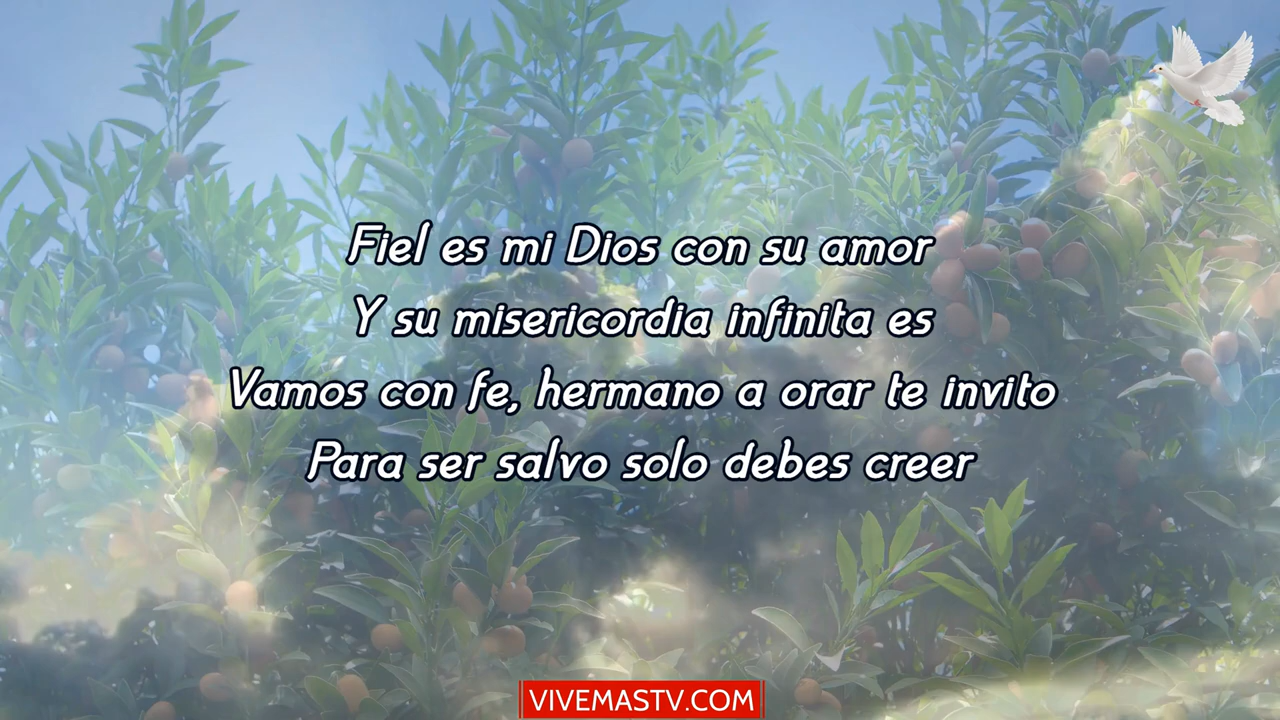 Fiel es mi Dios con su amor
Y su misericordia infinita es
Vamos con fe, hermano a orar te invito
Para ser salvo solo debes creer
VIVEMASTV.COM